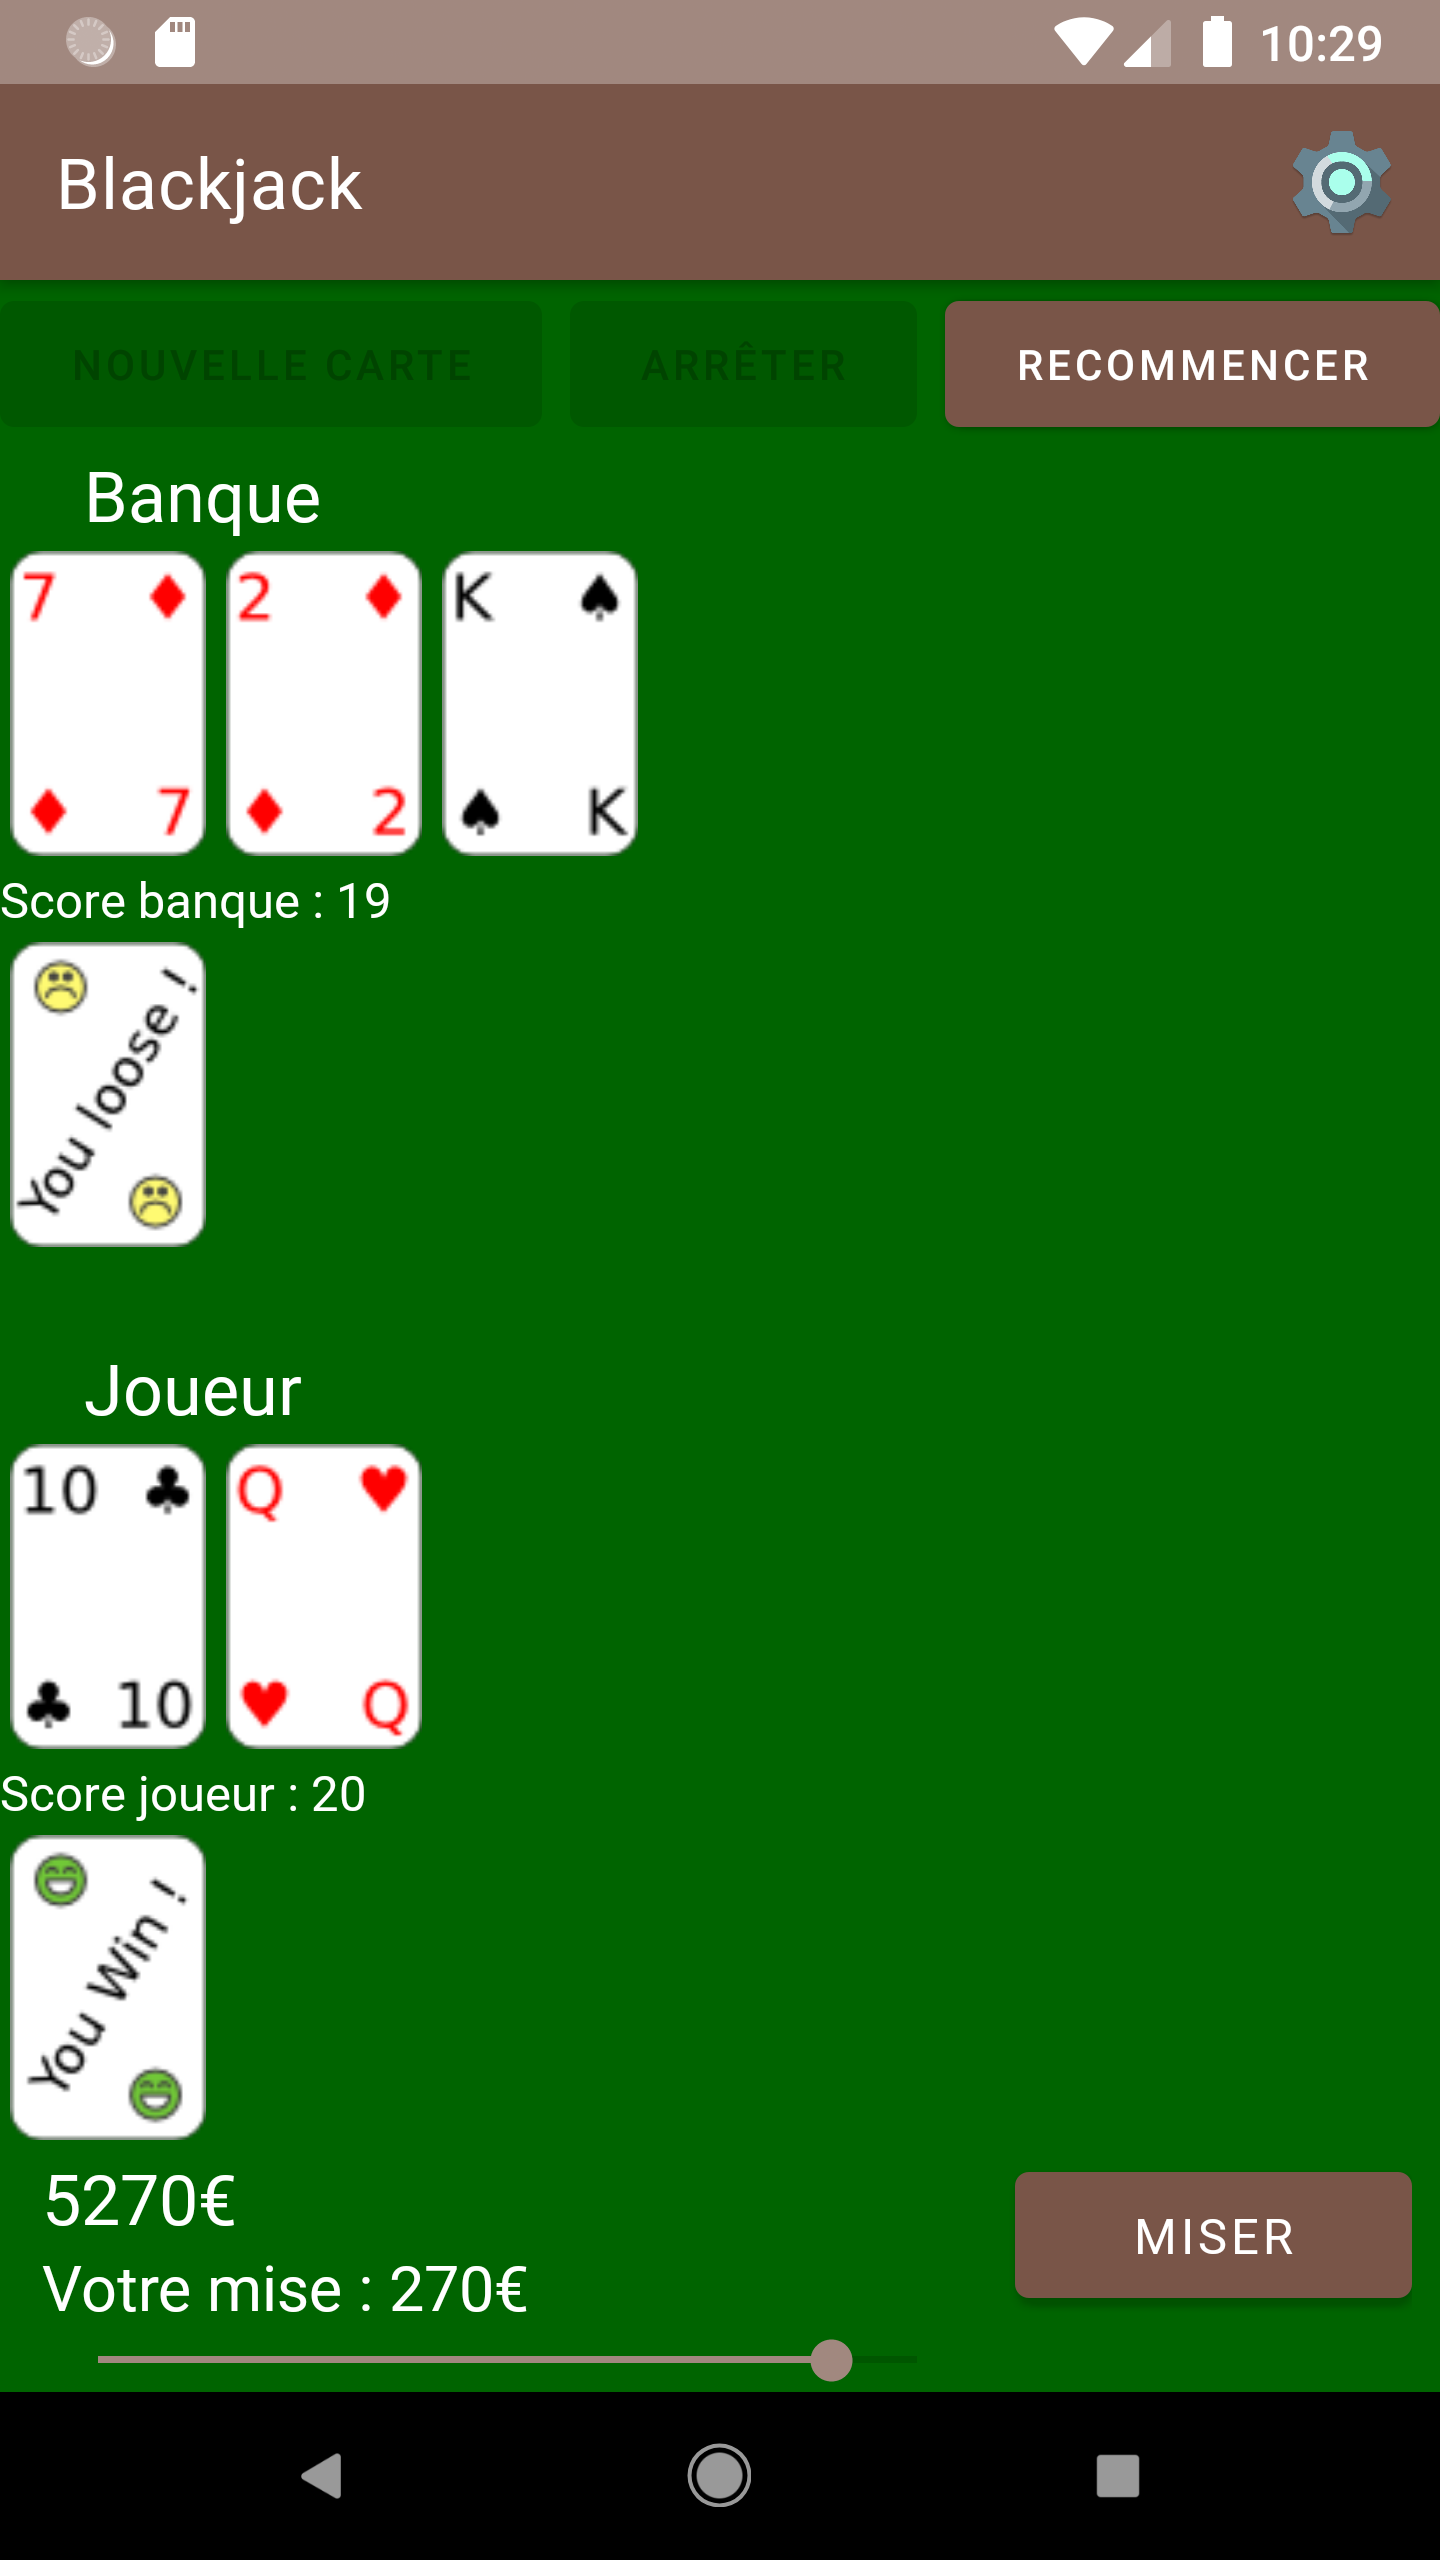 10:29
Blackjack
NOUVELLE CARTE ARRÊTER RECOMMENCER
Banque
7 2 K
7 2 K
Score banque : 19
You loose !
Joueur
10 Q
10 Q
Score joueur : 20
You Win !
5270€
MISER
Votre mise : 270€